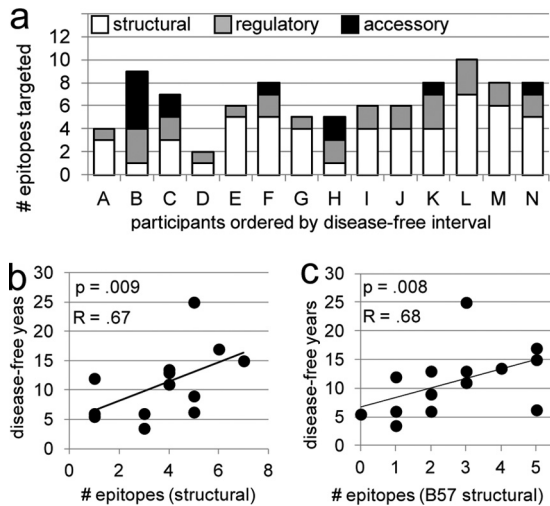 a
structural regulatory accessory
# epitopes targeted
12
10
8
6
4
2
0
A B C D E F G H I J K L M N
participants ordered by disease-free interval
b
disease-free yeas
30
25
20
15
10
5
0
p = .009
R = .67
0 2 4 6 8
# epitopes (structural)
c
disease-free years
30
25
20
15
10
5
0
p = .008
R = .68
0 1 2 3 4 5
# epitopes (B57 structural)